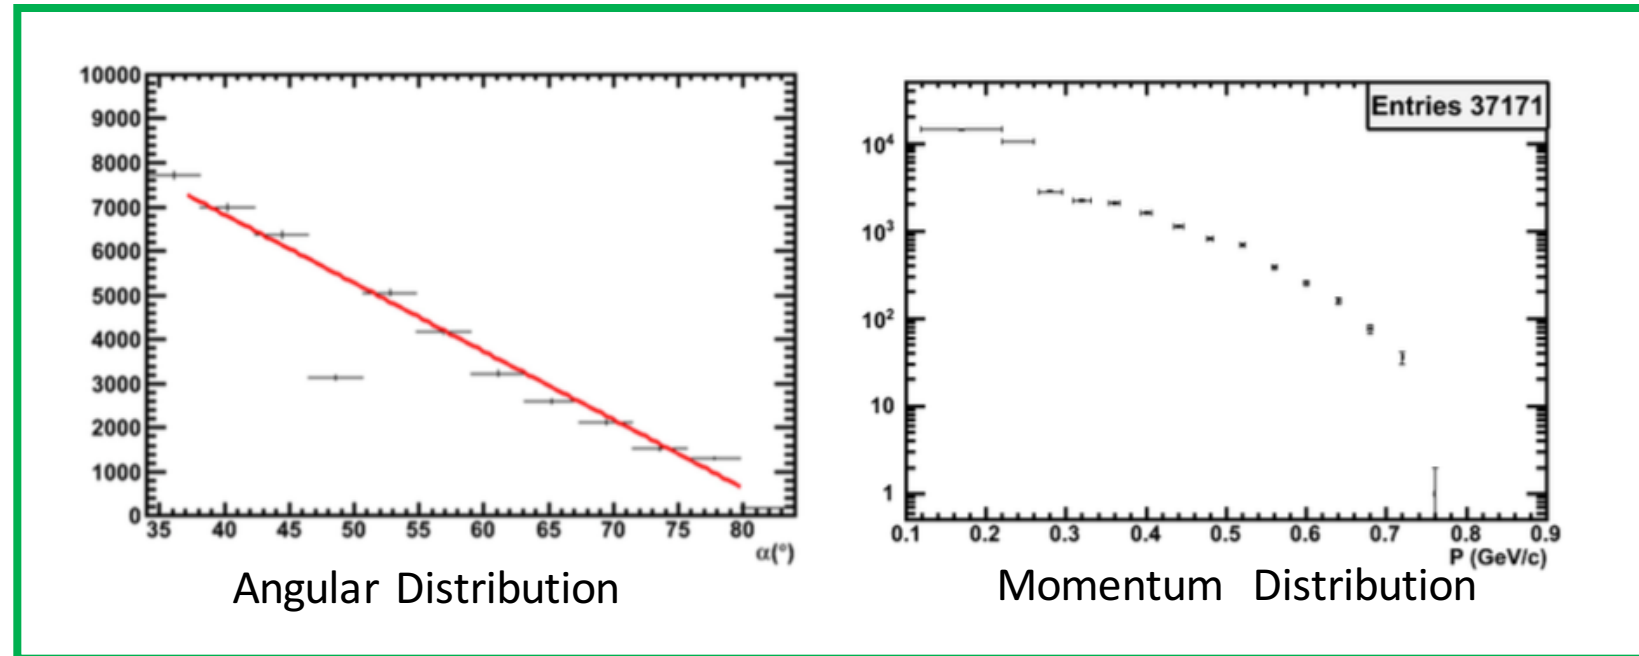 10000
9000
8000
7000
6000
5000
4000
3000
2000
1000
0
35 40 45 50 55 60 65 70 75 80
α(°)
Angular Distribution
Entries 37171
10⁴
10³
10²
10
1
0.1 0.2 0.3 0.4 0.5 0.6 0.7 0.8 0.9
P (GeV/c)
Momentum Distribution